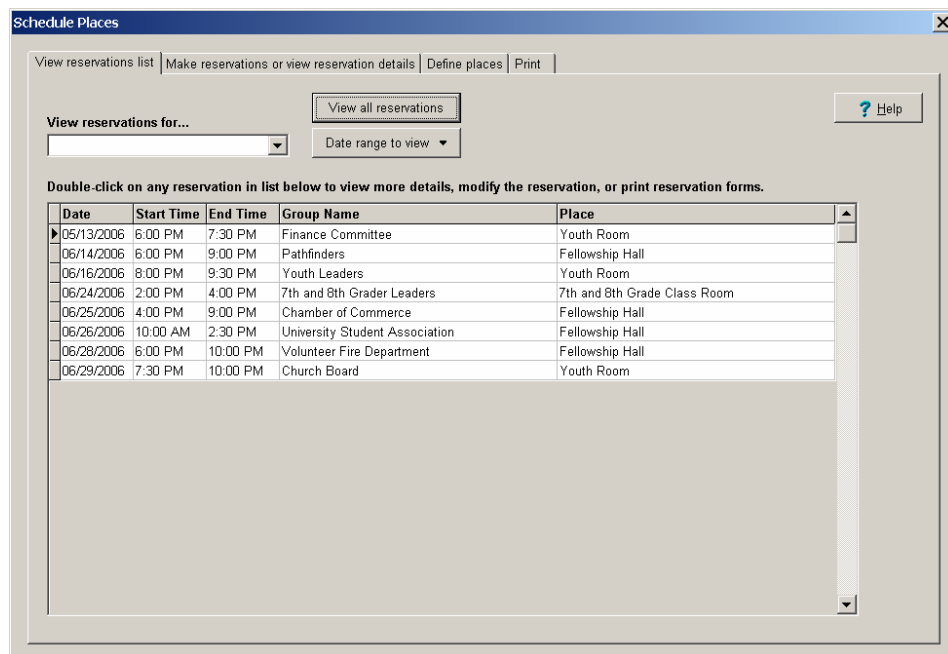 Schedule Places
View reservations list Make reservations or view reservation details Define places Print
View all reservations
? Help
View reservations for...
Date range to view
Double-click on any reservation in list below to view more details, modify the reservation, or print reservation forms.
Date Start Time End Time Group Name Place
05/13/2006 6:00 PM 7:30 PM Finance Committee Youth Room
06/14/2006 6:00 PM 9:00 PM Pathfinders Fellowship Hall
06/16/2006 8:00 PM 9:30 PM Youth Leaders Youth Room
06/24/2006 2:00 PM 4:00 PM 7th and 8th Grader Leaders 7th and 8th Grade Class Room
06/25/2006 4:00 PM 9:00 PM Chamber of Commerce Fellowship Hall
06/26/2006 10:00 AM 2:30 PM University Student Association Fellowship Hall
06/28/2006 6:00 PM 10:00 PM Volunteer Fire Department Fellowship Hall
06/29/2006 7:30 PM 10:00 PM Church Board Youth Room